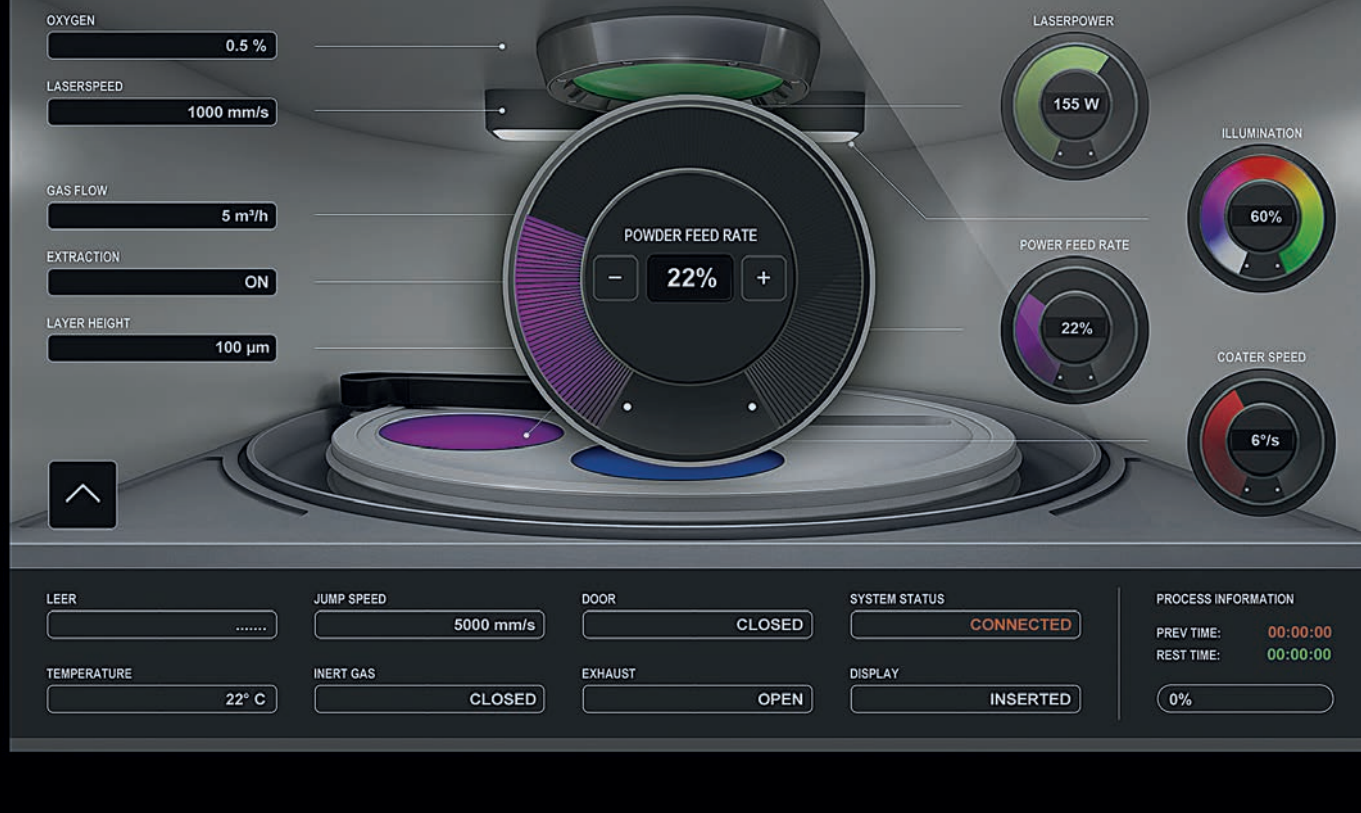 OXYGEN
0.5 %
LASERSPEED
1000 mm/s
GAS FLOW
5 m³/h
EXTRACTION
ON
LAYER HEIGHT
100 µm
POWDER FEED RATE
− 22% +
LASERPOWER
155 W
ILLUMINATION
60%
POWER FEED RATE
22%
COATER SPEED
6°/s
LEER
.......
JUMP SPEED
5000 mm/s
DOOR
CLOSED
SYSTEM STATUS
CONNECTED
TEMPERATURE
22° C
INERT GAS
CLOSED
EXHAUST
OPEN
DISPLAY
INSERTED
PROCESS INFORMATION
PREV TIME: 00:00:00
REST TIME: 00:00:00
0%